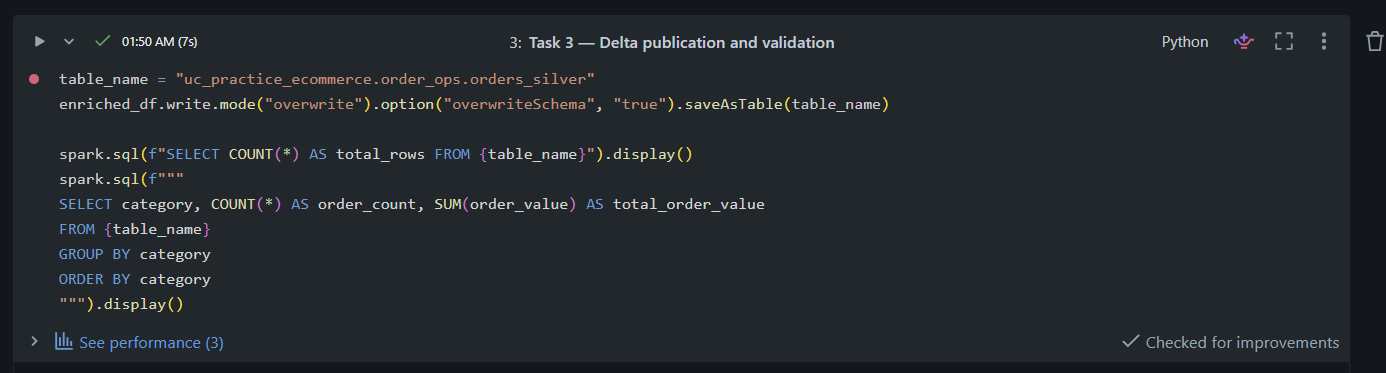 01:50 AM (7s)
3: Task 3 — Delta publication and validation
Python
table_name = "uc_practice_ecommerce.order_ops.orders_silver"
enriched_df.write.mode("overwrite").option("overwriteSchema", "true").saveAsTable(table_name)
spark.sql(f"SELECT COUNT(*) AS total_rows FROM {table_name}").display()
spark.sql(f"""
SELECT category, COUNT(*) AS order_count, SUM(order_value) AS total_order_value
FROM {table_name}
GROUP BY category
ORDER BY category
""").display()
See performance (3)
Checked for improvements